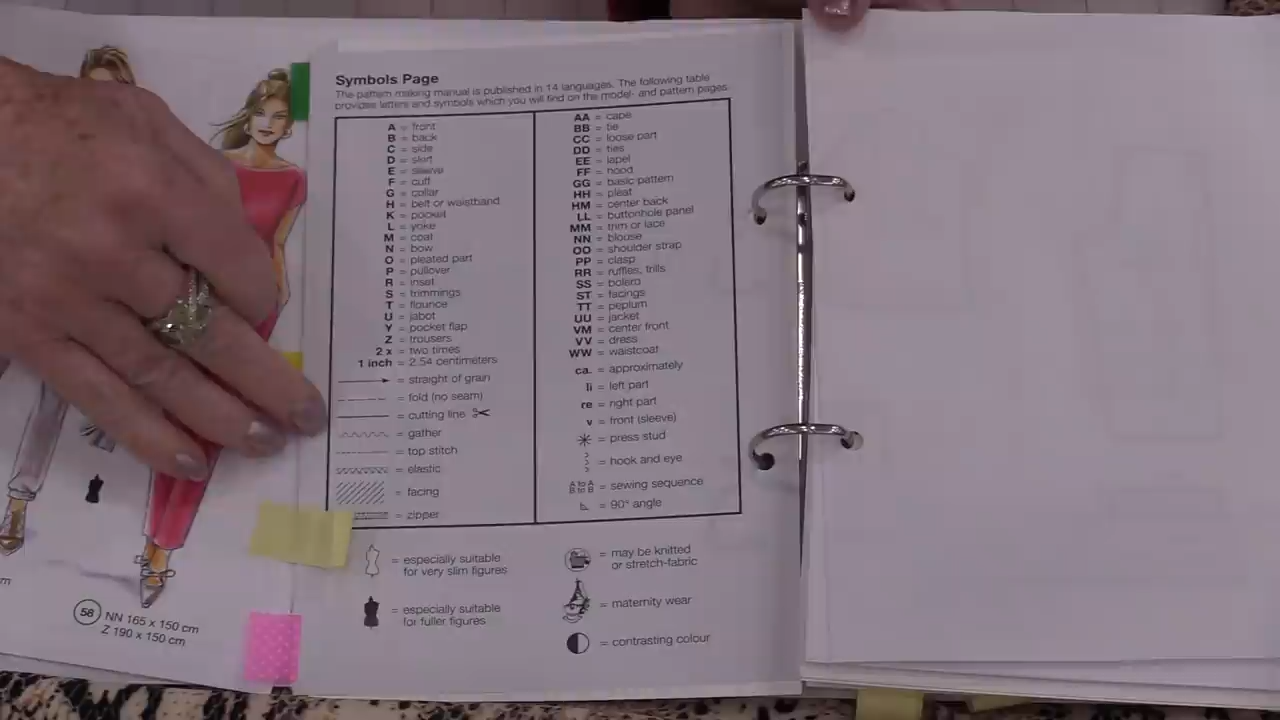 Symbols Page
The pattern making manual is published in 14 languages. The following table
provides letters and symbols which you will find on the model- and pattern pages.
A = front
B = back
C = side
D = skirt
E = sleeve
F = cuff
G = collar
H = belt or waistband
K = pocket
L = yoke
M = coat
N = bow
O = pleated part
P = pullover
R = inset
S = trimmings
T = flounce
U = jabot
Y = pocket flap
Z = trousers
2 x = two times
1 inch = 2.54 centimeters
= straight of grain
= fold (no seam)
= cutting line
= gather
= top stitch
= elastic
= facing
= zipper
AA = cape
BB = tie
CC = loose part
DD = ties
EE = lapel
FF = hood
GG = basic pattern
HH = pleat
HM = center back
LL = buttonhole panel
MM = trim or lace
NN = blouse
OO = shoulder strap
PP = clasp
RR = ruffles, trills
SS = bolero
ST = facings
TT = peplum
UU = jacket
VM = center front
VV = dress
WW = waistcoat
ca. = approximately
li = left part
re = right part
v = front (sleeve)
= press stud
= hook and eye
A to A
B to B = sewing sequence
= 90° angle
= especially suitable
for very slim figures
= especially suitable
for fuller figures
= may be knitted
or stretch-fabric
= maternity wear
= contrasting colour
m
58 NN 165 x 150 cm
Z 190 x 150 cm